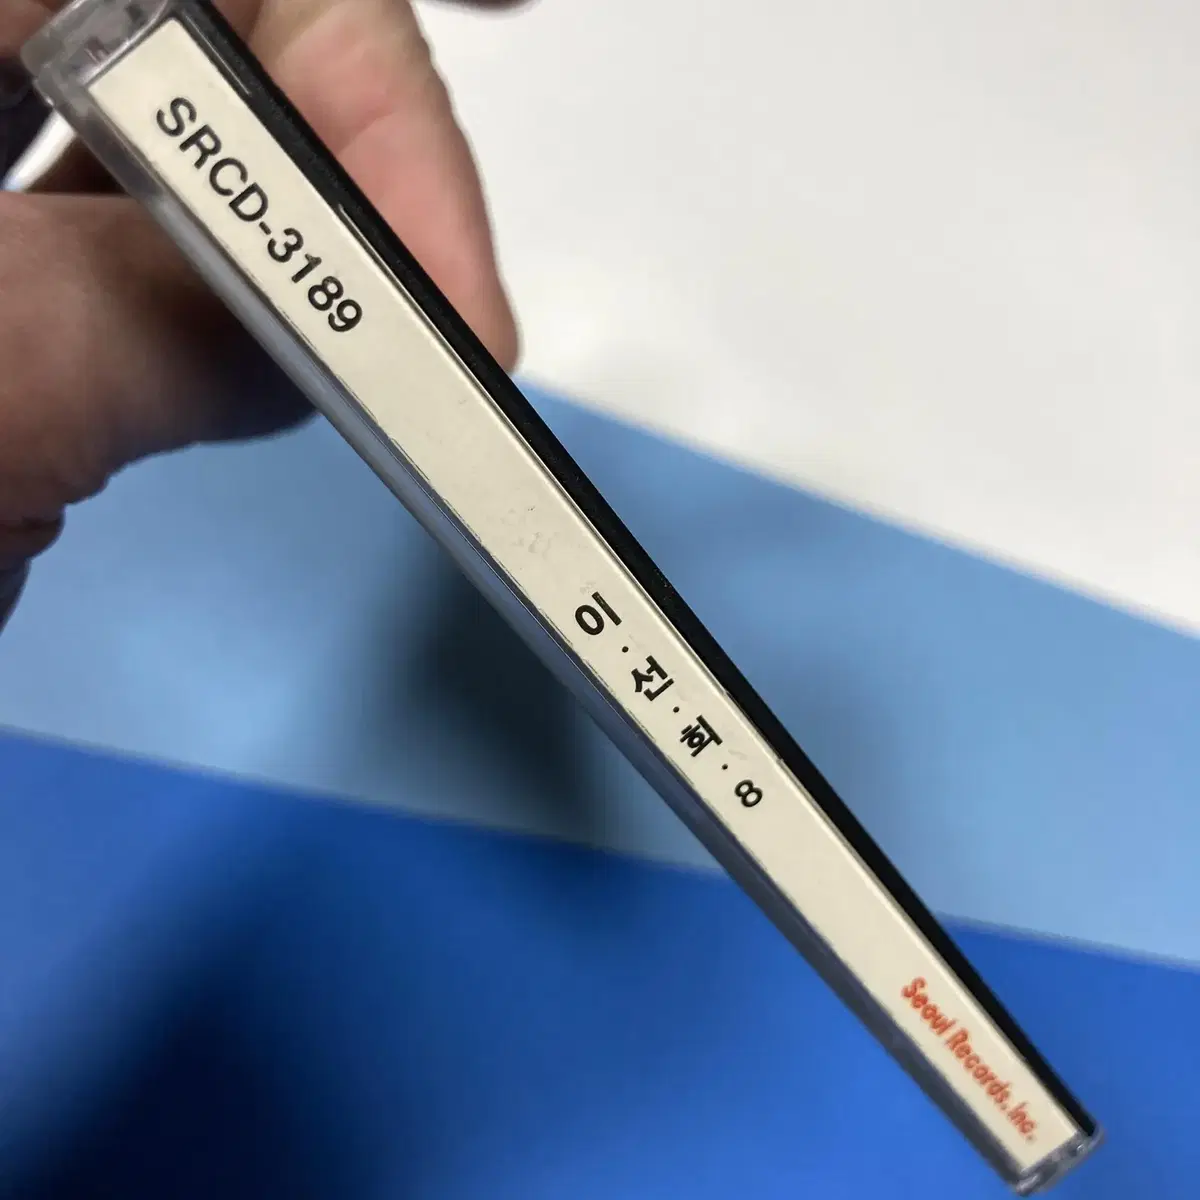 SRCD-3189
이·선·희·8
Seoul Records, Inc.